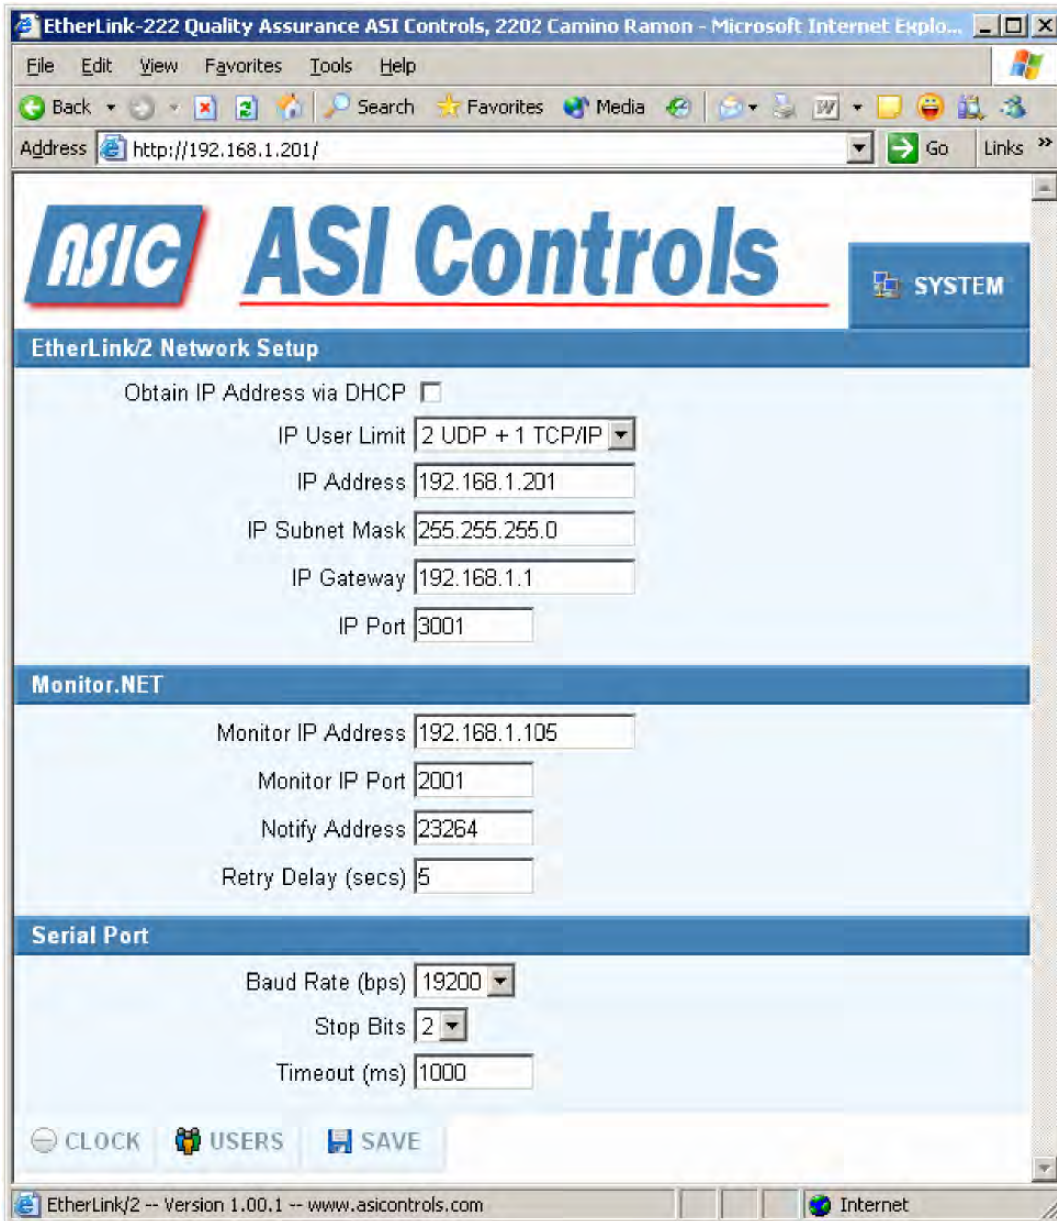 EtherLink-222 Quality Assurance ASI Controls, 2202 Camino Ramon - Microsoft Internet Explo...
File Edit View Favorites Tools Help
Back Search Favorites Media
Address http://192.168.1.201/ Go Links »
ASIC ASI Controls SYSTEM
EtherLink/2 Network Setup
Obtain IP Address via DHCP
IP User Limit 2 UDP + 1 TCP/IP
IP Address 192.168.1.201
IP Subnet Mask 255.255.255.0
IP Gateway 192.168.1.1
IP Port 3001
Monitor.NET
Monitor IP Address 192.168.1.105
Monitor IP Port 2001
Notify Address 23264
Retry Delay (secs) 5
Serial Port
Baud Rate (bps) 19200
Stop Bits 2
Timeout (ms) 1000
CLOCK USERS SAVE
EtherLink/2 -- Version 1.00.1 -- www.asicontrols.com Internet